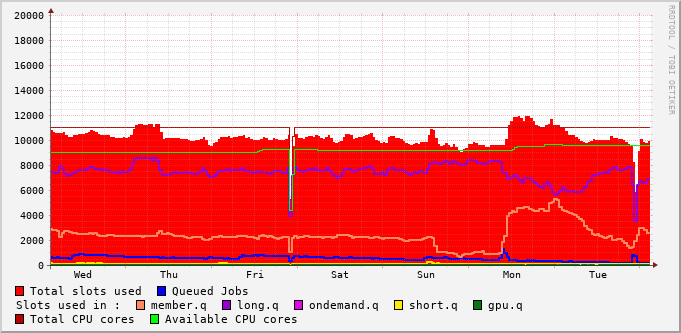 20000
18000
16000
14000
12000
10000
8000
6000
4000
2000
0
Wed Thu Fri Sat Sun Mon Tue
Total slots used Queued Jobs
Slots used in : member.q long.q ondemand.q short.q gpu.q
Total CPU cores Available CPU cores
RRDTOOL / TOBI OETIKER